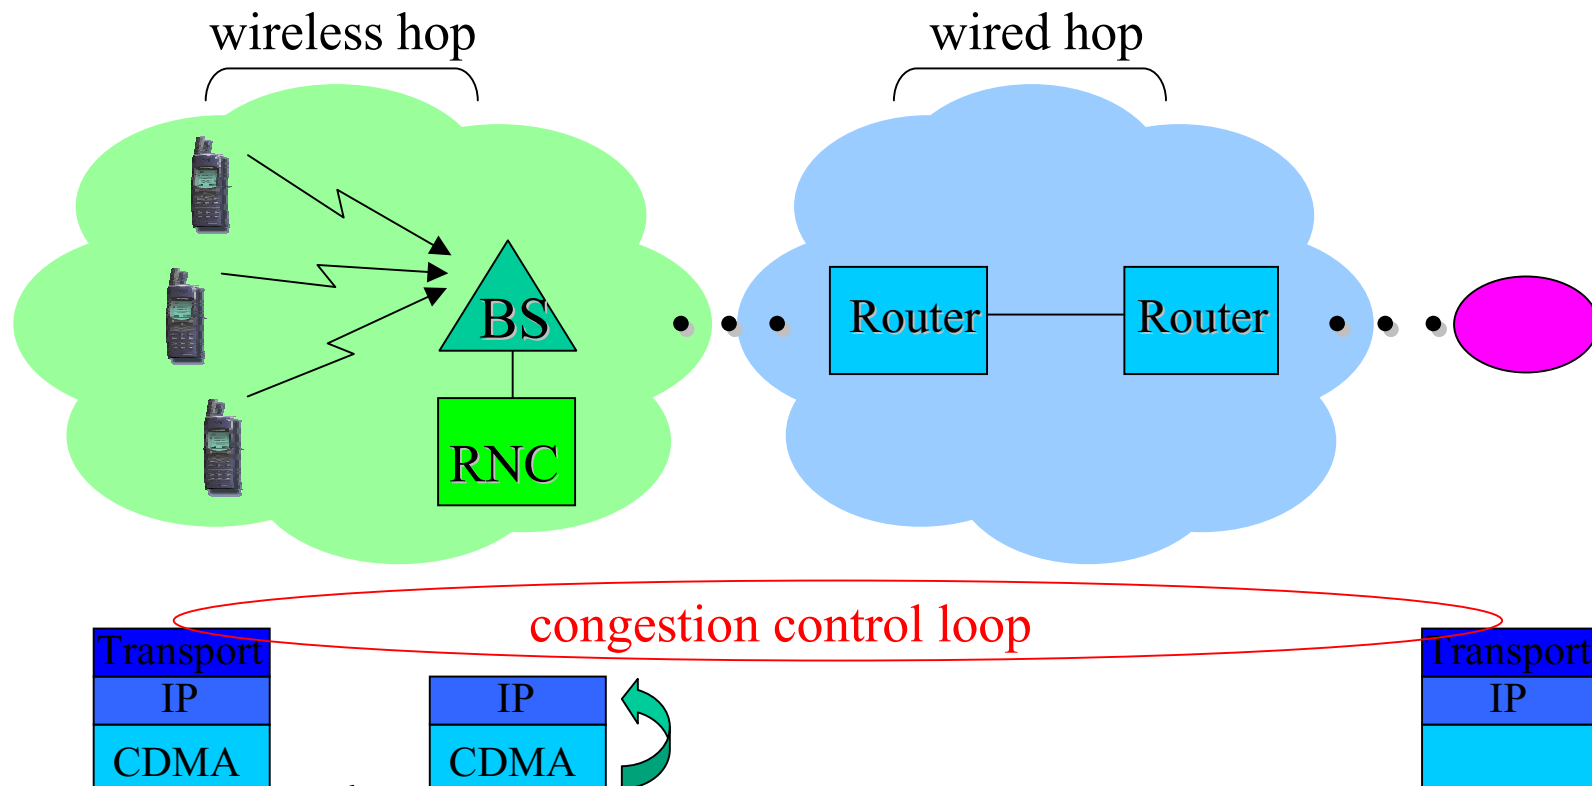 wireless hop
wired hop
BS
Router
Router
RNC
congestion control loop
Transport
Transport
IP
IP
IP
CDMA
CDMA